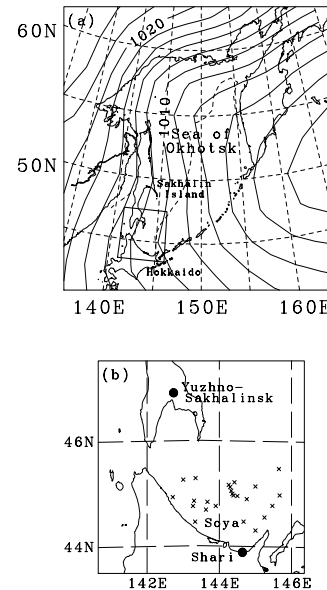 (a)
60N
1020
1010
Sea of
Okhotsk
50N
Sakhalin
Island
Hokkaido
140E 150E 160E
(b)
Yuzhno-
Sakhalinsk
46N
Soya
44N
Shari
142E 144E 146E